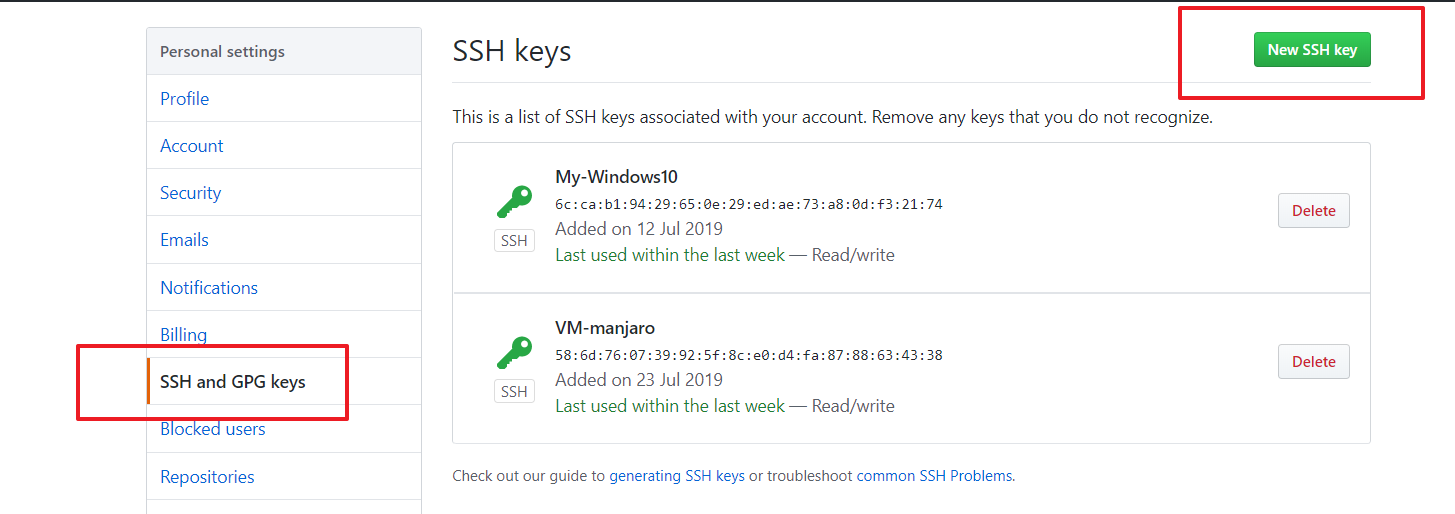 Personal settings
Profile
Account
Security
Emails
Notifications
Billing
SSH and GPG keys
Blocked users
Repositories
SSH keys
New SSH key
This is a list of SSH keys associated with your account. Remove any keys that you do not recognize.
My-Windows10
6c:ca:b1:94:29:65:0e:29:ed:ae:73:a8:0d:f3:21:74
Added on 12 Jul 2019
Last used within the last week — Read/write
SSH
Delete
VM-manjaro
58:6d:76:07:39:92:5f:8c:e0:d4:fa:87:88:63:43:38
Added on 23 Jul 2019
Last used within the last week — Read/write
SSH
Delete
Check out our guide to generating SSH keys or troubleshoot common SSH Problems.